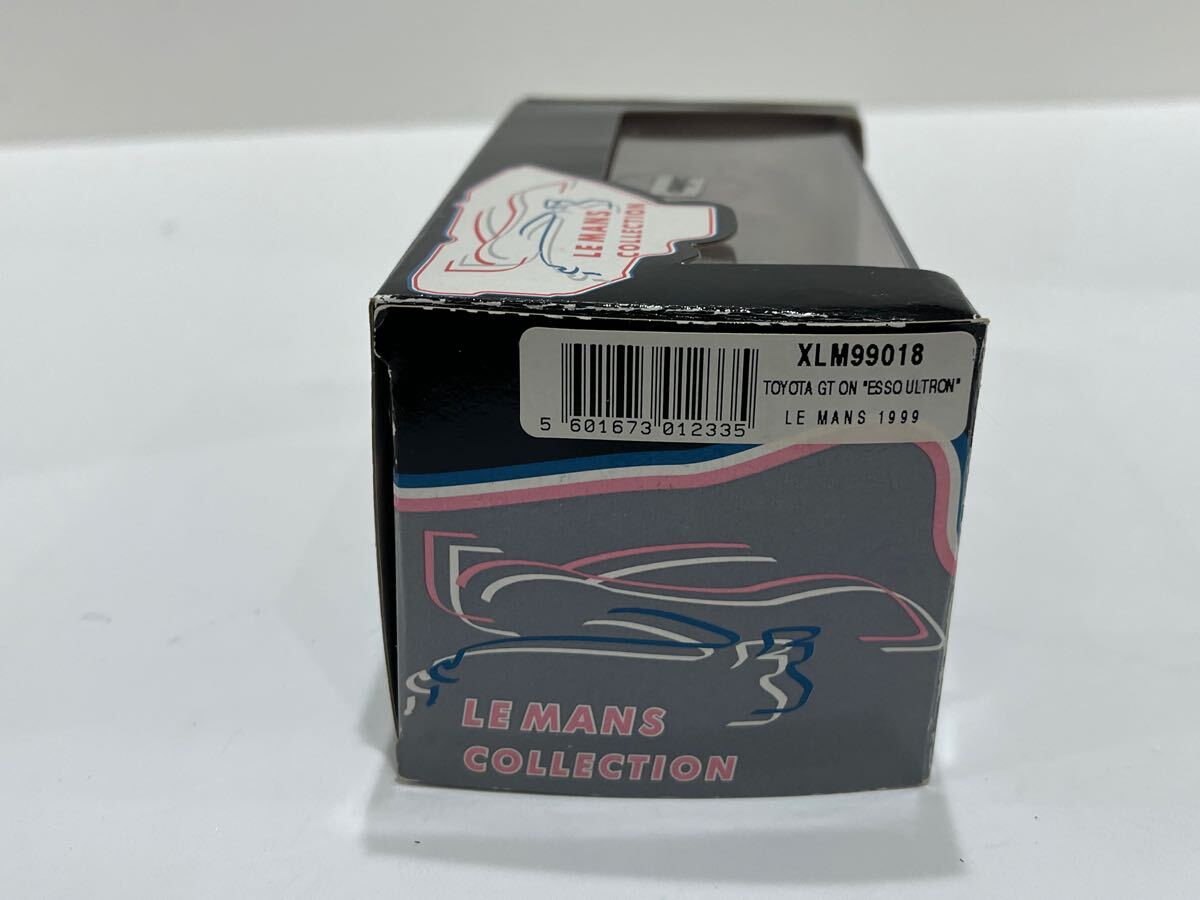 LE MANS
COLLECTION
XLM99018
TOYOTA GT ON "ESSO ULTRON"
LE MANS 1999
5 601673 012335
LE MANS
COLLECTION